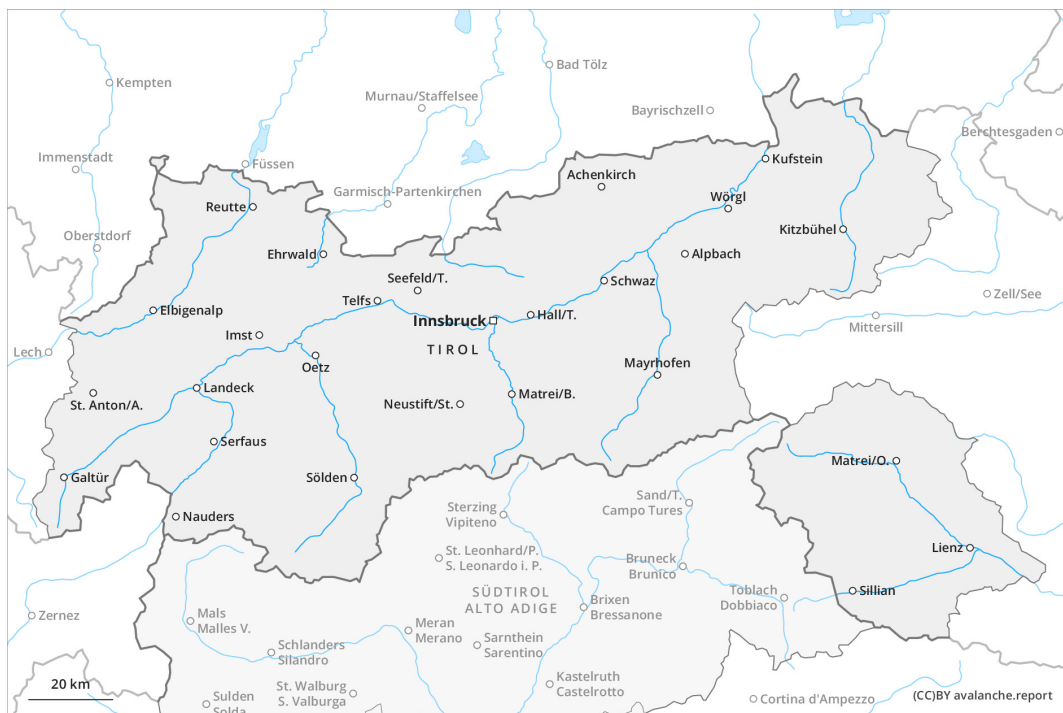 Bad Tölz
Kempten
Murnau/Staffelsee
Bayrischzell
Berchtesgaden
Immenstadt
Füssen
Kufstein
Achenkirch
Garmisch-Partenkirchen
Reutte
Wörgl
Kitzbühel
Oberstdorf
Ehrwald
Alpbach
Seefeld/T.
Schwaz
Zell/See
Telfs
Elbigenalp
Innsbruck
Hall/T.
Mittersill
Imst
TIROL
Lech
Oetz
Mayrhofen
Landeck
St. Anton/A.
Neustift/St.
Matrei/B.
Serfaus
Matrei/O.
Galtür
Sölden
Sand/T.
Campo Tures
Sterzing
Vipiteno
Nauders
Lienz
St. Leonhard/P.
S. Leonardo i. P.
Bruneck
Brunico
SÜDTIROL
ALTO ADIGE
Sillian
Toblach
Dobbiaco
Brixen
Bressanone
Zernez
Mals
Malles V.
Meran
Merano
Sarnthein
Sarentino
Schlanders
Silandro
Kastelruth
Castelrotto
20 km
St. Walburg
S. Valburga
Sulden
Solda
Cortina d'Ampezzo
(CC)BY avalanche.report